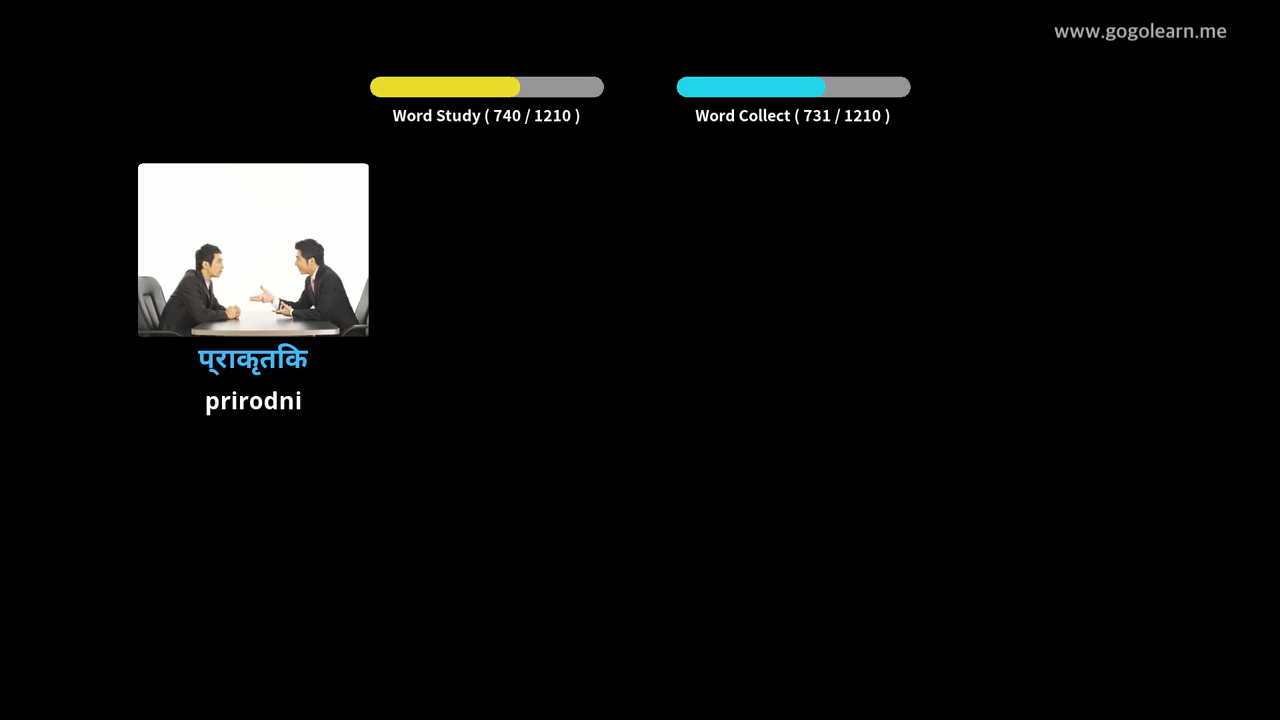 www.gogolearn.me
Word Study ( 740 / 1210 )
Word Collect ( 731 / 1210 )
प्राकृतकि
prirodni